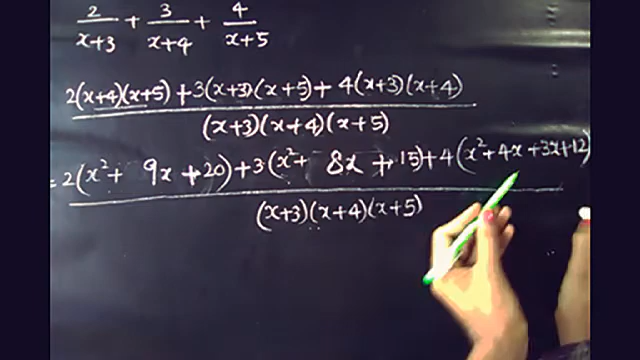 2/(x+3) + 3/(x+4) + 4/(x+5)
2(x+4)(x+5) + 3(x+3)(x+5) + 4(x+3)(x+4)
(x+3)(x+4)(x+5)
= 2(x² + 9x + 20) + 3(x² + 8x + 15) + 4(x² + 4x + 3x + 12)
(x+3)(x+4)(x+5)